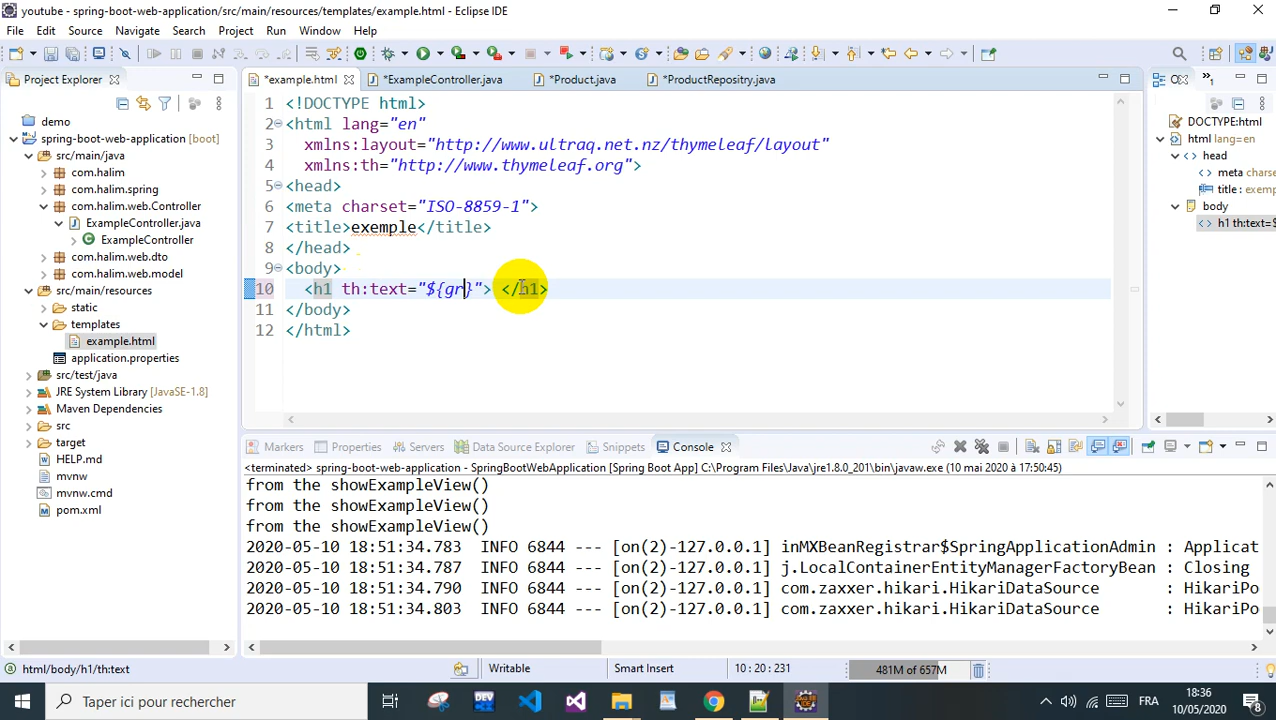 youtube - spring-boot-web-application/src/main/resources/templates/example.html - Eclipse IDE
File Edit Source Navigate Search Project Run Window Help
Project Explorer
demo
spring-boot-web-application [boot]
src/main/java
com.halim
com.halim.spring
com.halim.web.Controller
ExampleController.java
ExampleController
com.halim.web.dto
com.halim.web.model
src/main/resources
static
templates
example.html
application.properties
src/test/java
JRE System Library [JavaSE-1.8]
Maven Dependencies
src
target
HELP.md
mvnw
mvnw.cmd
pom.xml
*example.html *ExampleController.java *Product.java *ProductRepositry.java
1 <!DOCTYPE html>
2 <html lang="en"
3 xmlns:layout="http://www.ultraq.net.nz/thymeleaf/layout"
4 xmlns:th="http://www.thymeleaf.org">
5 <head>
6 <meta charset="ISO-8859-1">
7 <title>exemple</title>
8 </head>
9 <body>
10 <h1 th:text="${gr}"> </h1>
11 </body>
12 </html>
DOCTYPE:html
html lang=en
head
meta charse
title : exemp
body
h1 th:text=$
Markers Properties Servers Data Source Explorer Snippets Console
<terminated> spring-boot-web-application - SpringBootWebApplication [Spring Boot App] C:\Program Files\Java\jre1.8.0_201\bin\javaw.exe (10 mai 2020 à 17:50:45)
from the showExampleView()
from the showExampleView()
from the showExampleView()
2020-05-10 18:51:34.783 INFO 6844 --- [on(2)-127.0.0.1] inMXBeanRegistrar$SpringApplicationAdmin : Applicat
2020-05-10 18:51:34.787 INFO 6844 --- [on(2)-127.0.0.1] j.LocalContainerEntityManagerFactoryBean : Closing
2020-05-10 18:51:34.790 INFO 6844 --- [on(2)-127.0.0.1] com.zaxxer.hikari.HikariDataSource : HikariPo
2020-05-10 18:51:34.803 INFO 6844 --- [on(2)-127.0.0.1] com.zaxxer.hikari.HikariDataSource : HikariPo
html/body/h1/th:text Writable Smart Insert 10 : 20 : 231 481M of 657M
Taper ici pour rechercher
FRA
18:36
10/05/2020
8